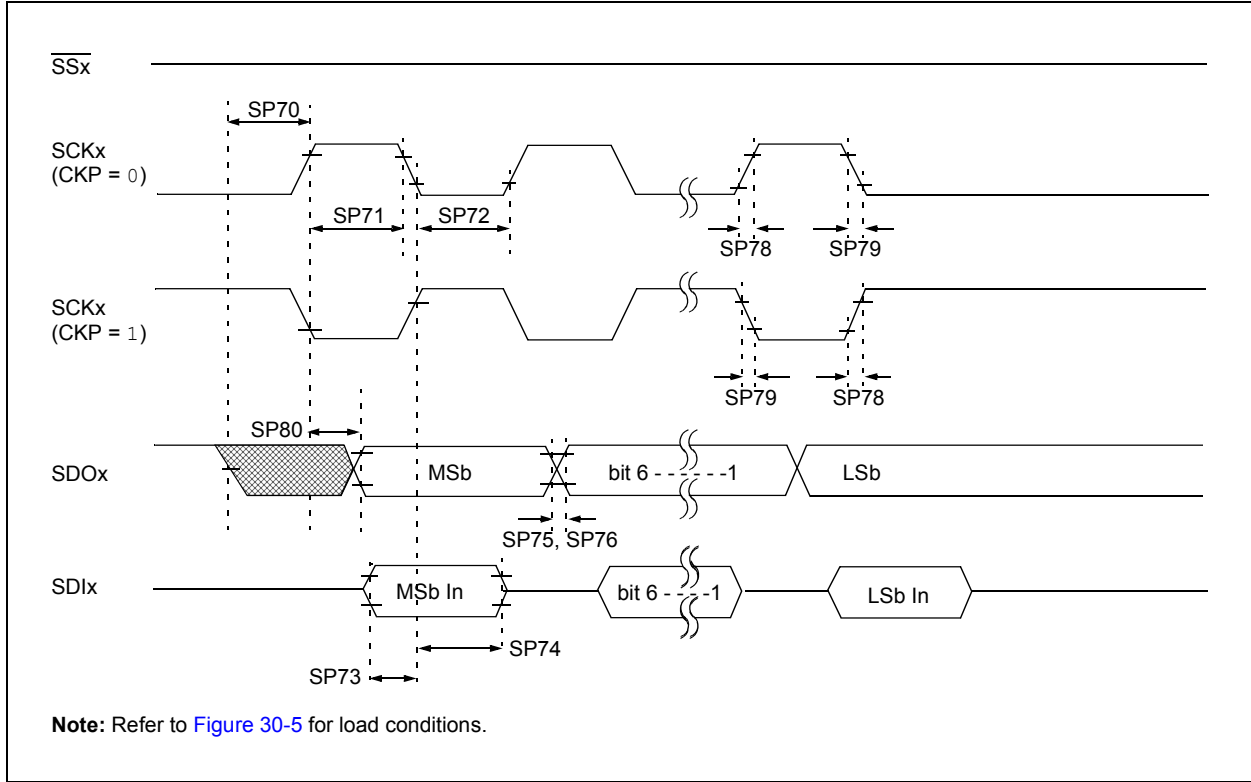 SSx
SP70
SCKx
(CKP = 0)
SP71
SP72
SP78
SP79
SCKx
(CKP = 1)
SP79
SP78
SP80
SDOx
MSb
bit 6 - - - - - -1
LSb
SP75, SP76
SDIx
MSb In
bit 6 - - - -1
LSb In
SP74
SP73
Note: Refer to Figure 30-5 for load conditions.